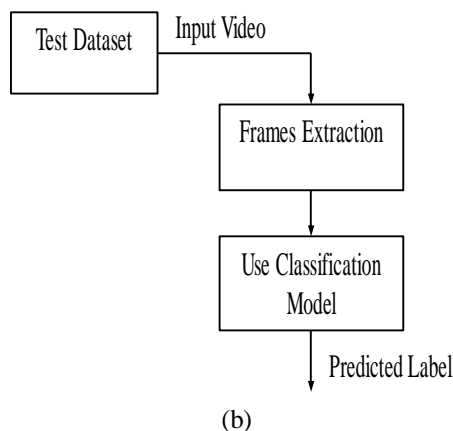 Test Dataset
Input Video
Frames Extraction
Use Classification
Model
Predicted Label
(b)